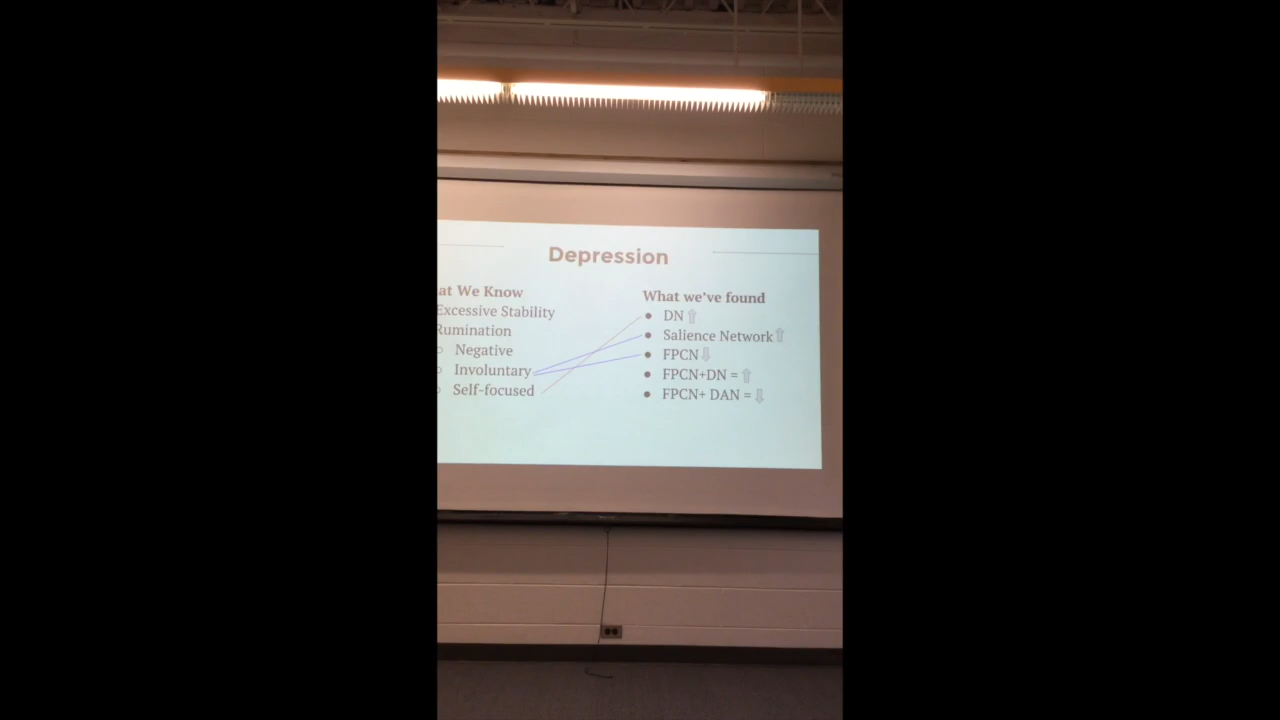 Depression
at We Know
Excessive Stability
Rumination
○ Negative
○ Involuntary
○ Self-focused
What we've found
● DN ⇧
● Salience Network ⇧
● FPCN ⇩
● FPCN+DN = ⇧
● FPCN+ DAN = ⇩